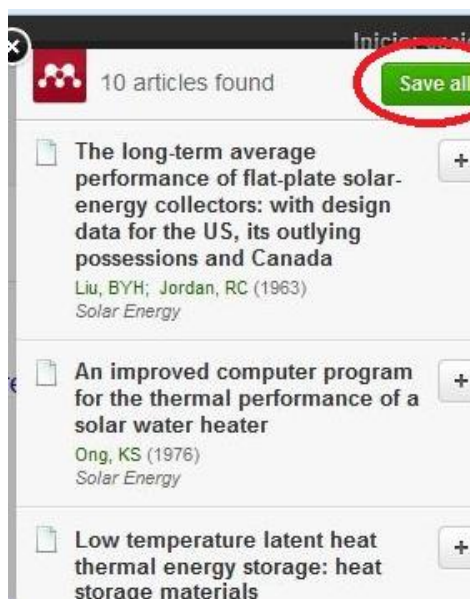 10 articles found
Save all
The long-term average
performance of flat-plate solar-
energy collectors: with design
data for the US, its outlying
possessions and Canada
Liu, BYH; Jordan, RC (1963)
Solar Energy
+
An improved computer program
for the thermal performance of a
solar water heater
Ong, KS (1976)
Solar Energy
+
Low temperature latent heat
thermal energy storage: heat
storage materials
+